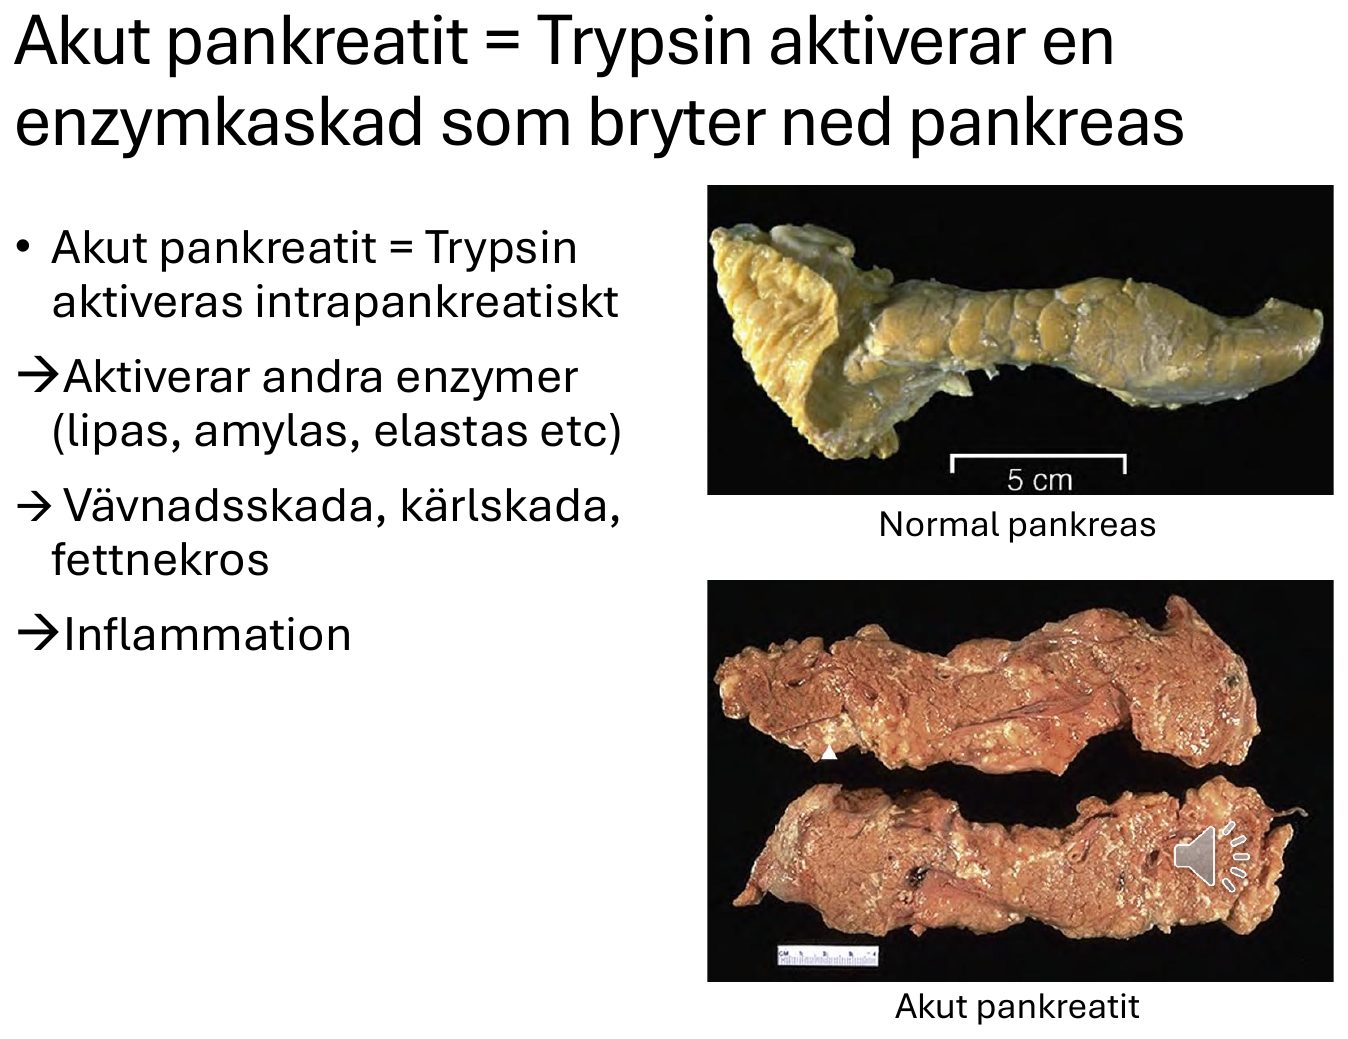 Akut pankreatit = Trypsin aktiverar en
enzymkaskad som bryter ned pankreas
• Akut pankreatit = Trypsin
aktiveras intrapankreatiskt
→Aktiverar andra enzymer
(lipas, amylas, elastas etc)
→ Vävnadsskada, kärlskada,
fettnekros
→Inflammation
5 cm
Normal pankreas
Akut pankreatit